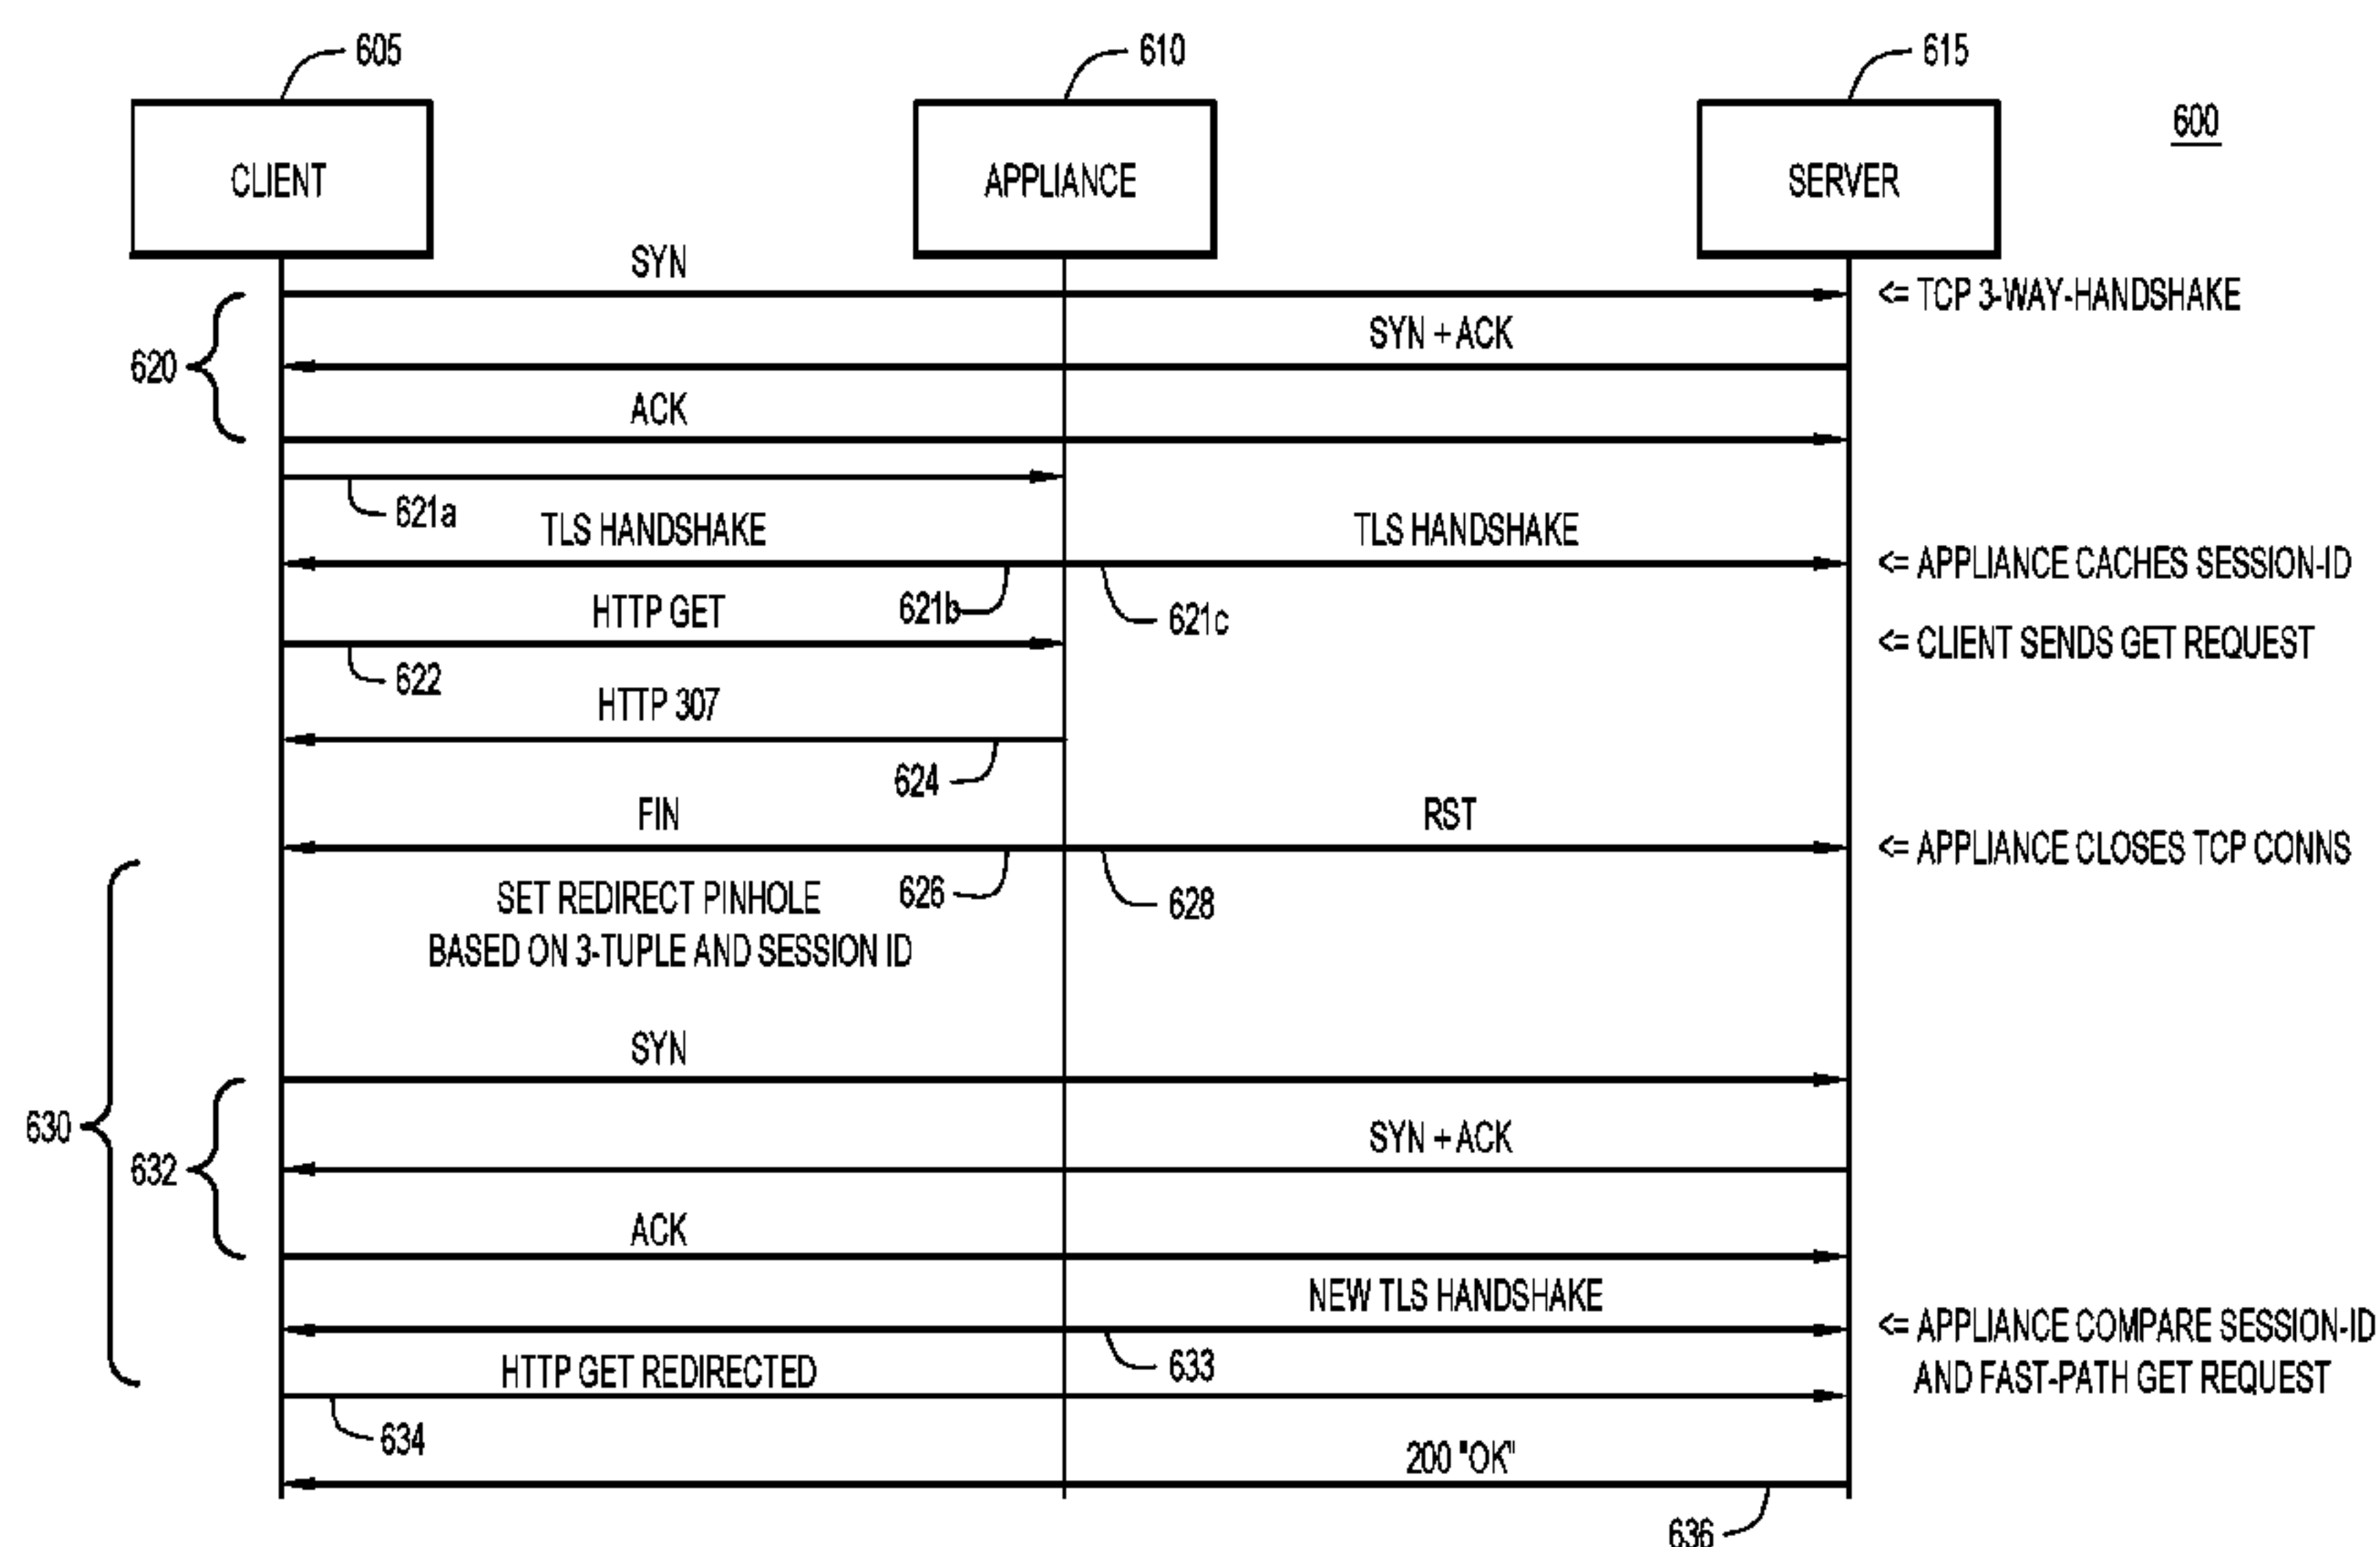 605
610
615
600
CLIENT
APPLIANCE
SERVER
SYN
<= TCP 3-WAY-HANDSHAKE
SYN + ACK
620
ACK
621a
TLS HANDSHAKE
TLS HANDSHAKE
<= APPLIANCE CACHES SESSION-ID
HTTP GET
621b
621c
<= CLIENT SENDS GET REQUEST
622
HTTP 307
624
FIN
RST
<= APPLIANCE CLOSES TCP CONNS
626
628
SET REDIRECT PINHOLE
BASED ON 3-TUPLE AND SESSION ID
SYN
630
SYN + ACK
632
ACK
NEW TLS HANDSHAKE
<= APPLIANCE COMPARE SESSION-ID
AND FAST-PATH GET REQUEST
633
HTTP GET REDIRECTED
634
200 "OK"
636